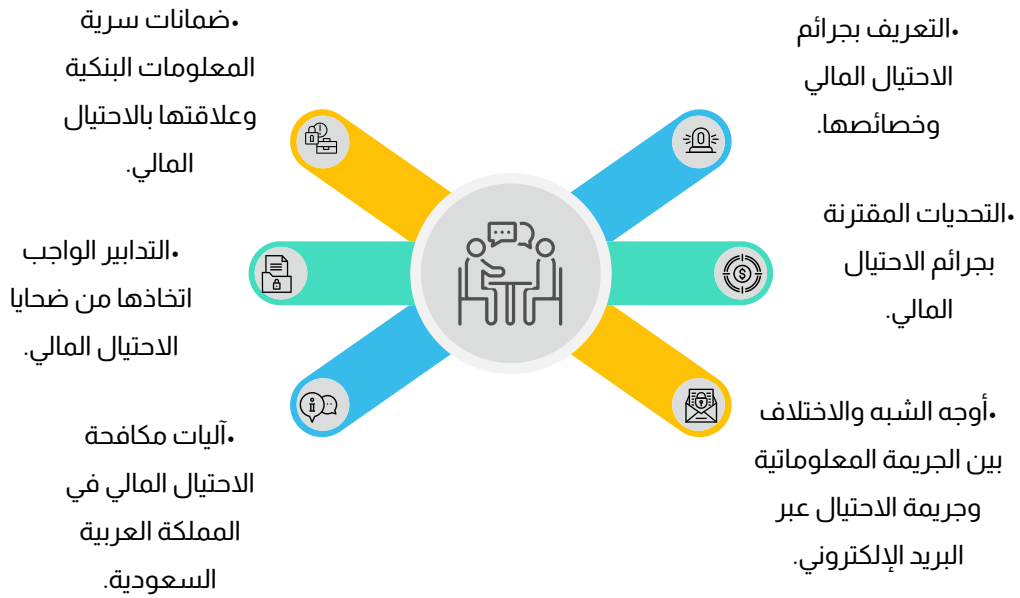 •التعريف بجرائم
الاحتيال المالي
وخصائصها.
•التحديات المقترنة
بجرائم الاحتيال
المالي.
•أوجه الشبه والاختلاف
بين الجريمة المعلوماتية
وجريمة الاحتيال عبر
البريد الإلكتروني.
•ضمانات سرية
المعلومات البنكية
وعلاقتها بالاحتيال
المالي.
•التدابير الواجب
اتخاذها من ضحايا
الاحتيال المالي.
•آليات مكافحة
الاحتيال المالي في
المملكة العربية
السعودية.